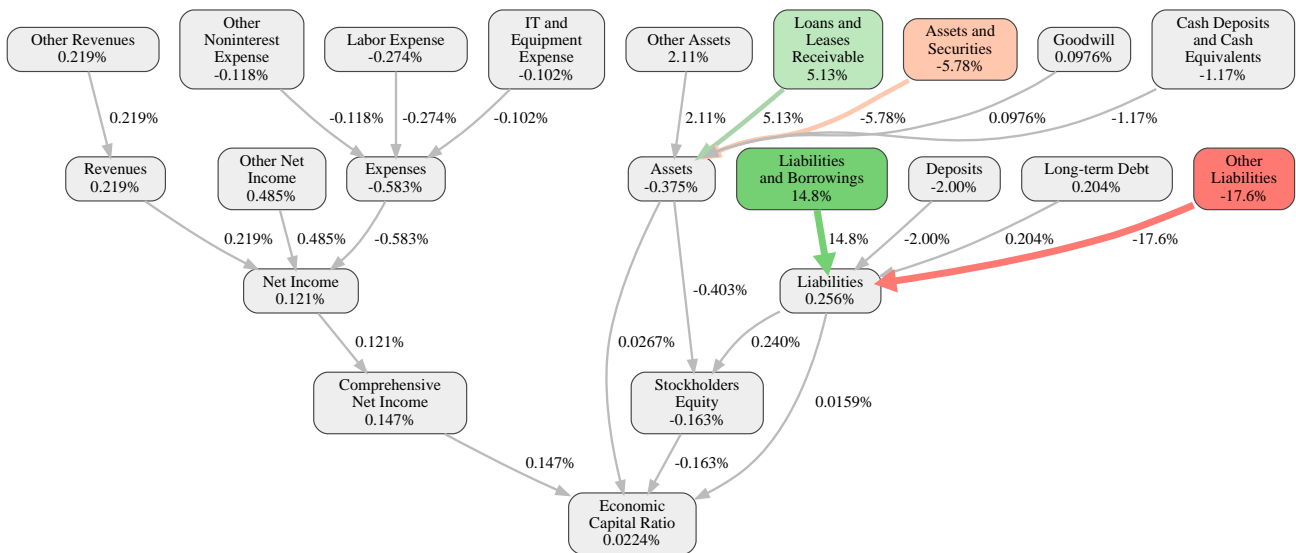 Other Revenues
0.219%
Other
Noninterest
Expense
-0.118%
Labor Expense
-0.274%
IT and
Equipment
Expense
-0.102%
Other Assets
2.11%
Loans and
Leases
Receivable
5.13%
Assets and
Securities
-5.78%
Goodwill
0.0976%
Cash Deposits
and Cash
Equivalents
-1.17%
0.219%
-0.118%
-0.274%
-0.102%
2.11%
5.13%
-5.78%
0.0976%
-1.17%
Revenues
0.219%
Other Net
Income
0.485%
Expenses
-0.583%
Assets
-0.375%
Liabilities
and Borrowings
14.8%
Deposits
-2.00%
Long-term Debt
0.204%
Other
Liabilities
-17.6%
0.219%
0.485%
-0.583%
14.8%
-2.00%
0.204%
-17.6%
Net Income
0.121%
-0.403%
Liabilities
0.256%
0.121%
0.0267%
0.240%
Comprehensive
Net Income
0.147%
Stockholders
Equity
-0.163%
0.0159%
0.147%
-0.163%
Economic
Capital Ratio
0.0224%